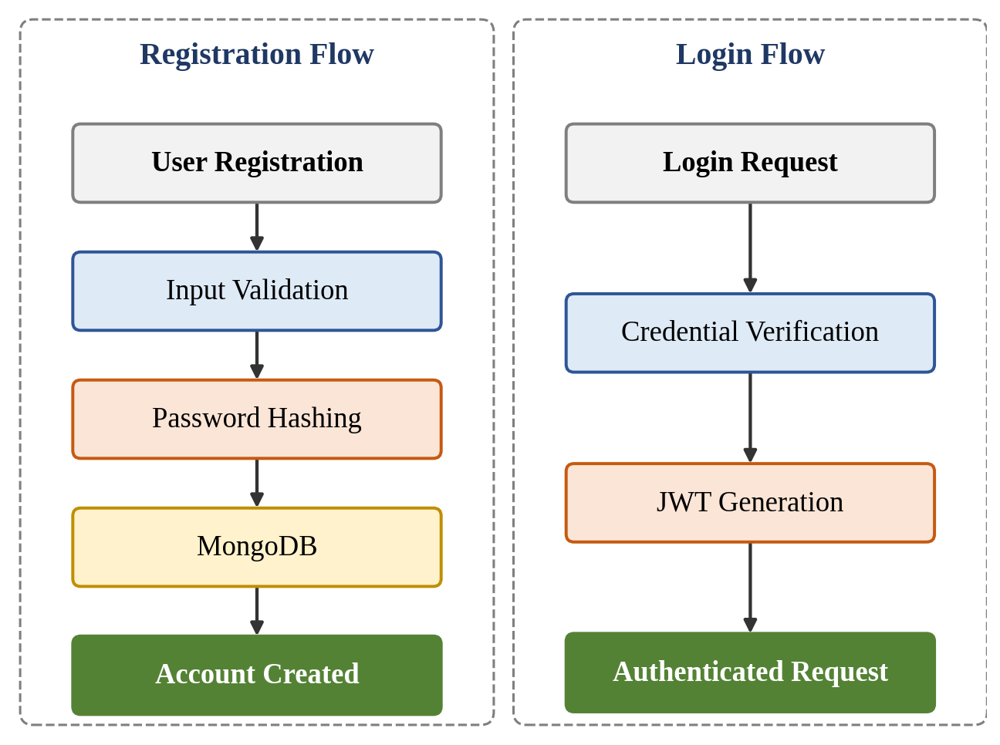 Registration Flow
User Registration
Input Validation
Password Hashing
MongoDB
Account Created
Login Flow
Login Request
Credential Verification
JWT Generation
Authenticated Request